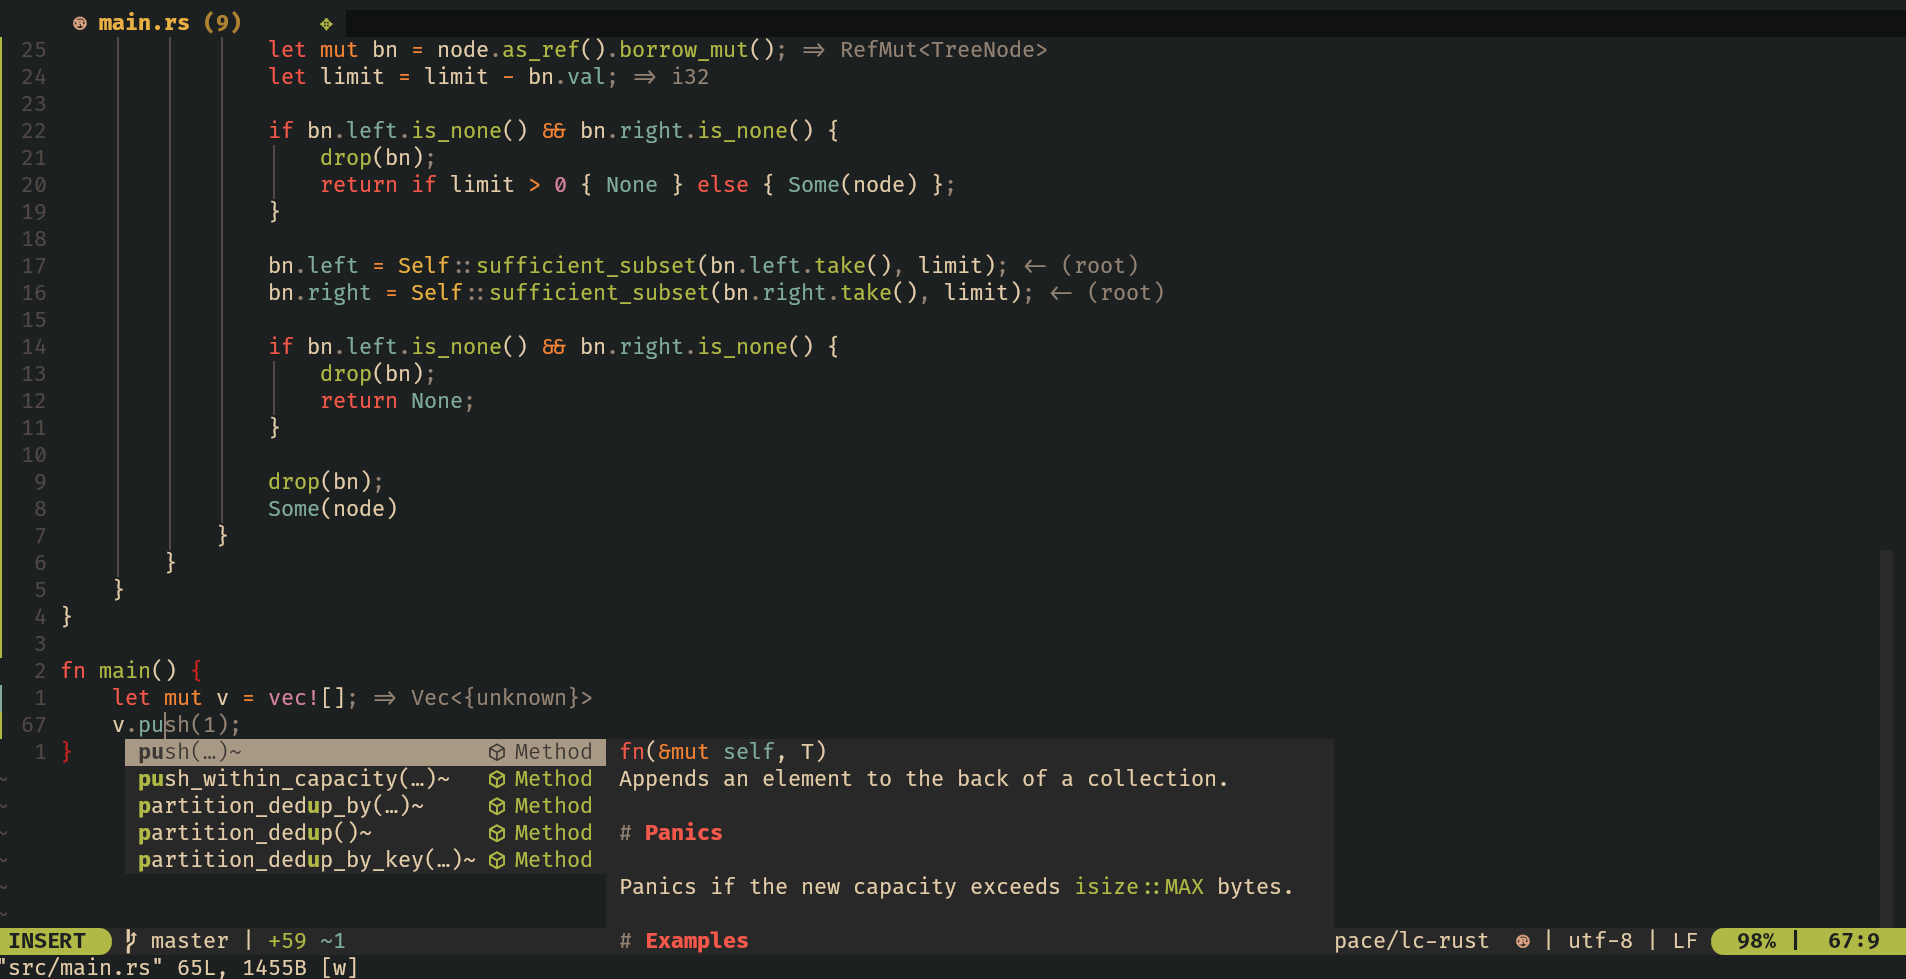 main.rs (9)
25 let mut bn = node.as_ref().borrow_mut(); => RefMut<TreeNode>
24 let limit = limit - bn.val; => i32
23
22 if bn.left.is_none() && bn.right.is_none() {
21 drop(bn);
20 return if limit > 0 { None } else { Some(node) };
19 }
18
17 bn.left = Self::sufficient_subset(bn.left.take(), limit); <- (root)
16 bn.right = Self::sufficient_subset(bn.right.take(), limit); <- (root)
15
14 if bn.left.is_none() && bn.right.is_none() {
13 drop(bn);
12 return None;
11 }
10
9 drop(bn);
8 Some(node)
7 }
6 }
5 }
4 }
3
2 fn main() {
1 let mut v = vec![]; => Vec<{unknown}>
67 v.push(1);
1 }
push(…)~ Method
push_within_capacity(…)~ Method
partition_dedup_by(…)~ Method
partition_dedup()~ Method
partition_dedup_by_key(…)~ Method
fn(&mut self, T)
Appends an element to the back of a collection.
# Panics
Panics if the new capacity exceeds isize::MAX bytes.
# Examples
~
~
~
~
~
~
INSERT master | +59 ~1 pace/lc-rust | utf-8 | LF 98% | 67:9
"src/main.rs" 65L, 1455B [w]